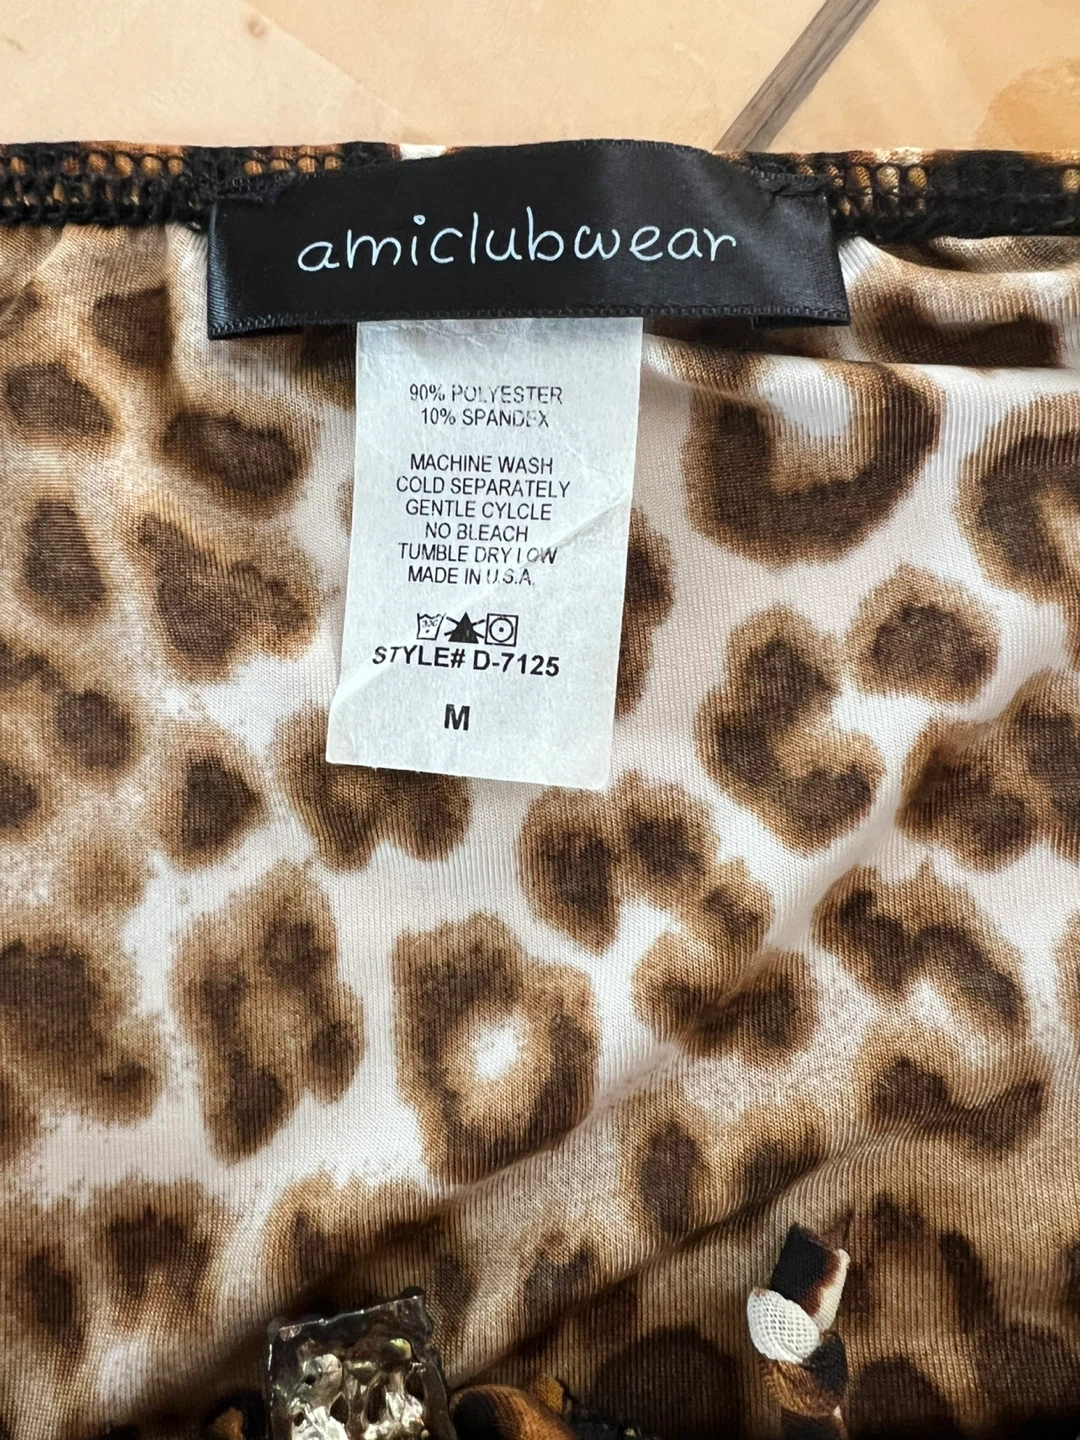 amiclubwear
90% POLYESTER
10% SPANDEX
MACHINE WASH
COLD SEPARATELY
GENTLE CYLCLE
NO BLEACH
TUMBLE DRY LOW
MADE IN U.S.A.
STYLE# D-7125
M